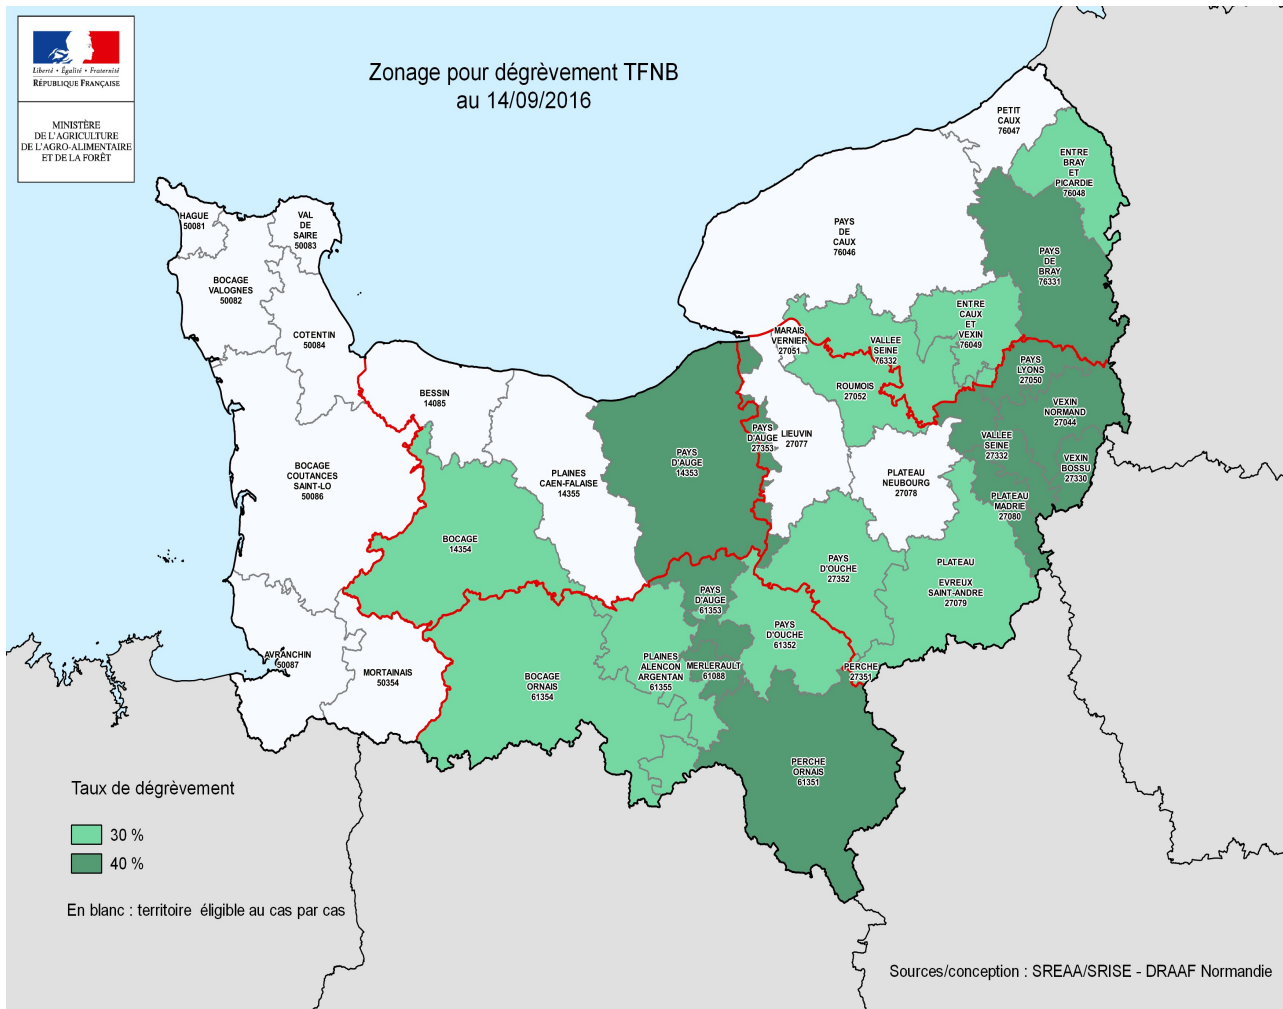 Liberté • Égalité • Fraternité
RÉPUBLIQUE FRANÇAISE
MINISTÈRE
DE L'AGRICULTURE
DE L'AGRO-ALIMENTAIRE
ET DE LA FORÊT
Zonage pour dégrèvement TFNB
au 14/09/2016
PETIT
CAUX
76047
ENTRE
BRAY
ET
PICARDIE
76048
HAGUE
50081
VAL
DE
SAIRE
50083
PAYS
DE
CAUX
76046
PAYS
DE
BRAY
76331
BOCAGE
VALOGNES
50082
COTENTIN
50084
MARAIS
VERNIER
27051
VALLEE
SEINE
76332
ENTRE
CAUX
ET
VEXIN
76049
PAYS
LYONS
27050
BESSIN
14085
ROUMOIS
27052
VEXIN
NORMAND
27044
PAYS
D'AUGE
27353
LIEUVIN
27077
VALLEE
SEINE
27332
VEXIN
BOSSU
27330
BOCAGE
COUTANCES
SAINT-LO
50086
PLAINES
CAEN-FALAISE
14355
PAYS
D'AUGE
14353
PLATEAU
NEUBOURG
27078
PLATEAU
MADRIE
27080
BOCAGE
14354
PAYS
D'OUCHE
27352
PLATEAU
EVREUX
SAINT-ANDRE
27079
PAYS
D'AUGE
61353
PAYS
D'OUCHE
61352
AVRANCHIN
50087
MORTAINAIS
50354
BOCAGE
ORNAIS
61354
PLAINES
ALENCON
ARGENTAN
61355
MERLERAULT
61088
PERCHE
27351
PERCHE
ORNAIS
61351
Taux de dégrèvement
30 %
40 %
En blanc : territoire éligible au cas par cas
Sources/conception : SREAA/SRISE - DRAAF Normandie